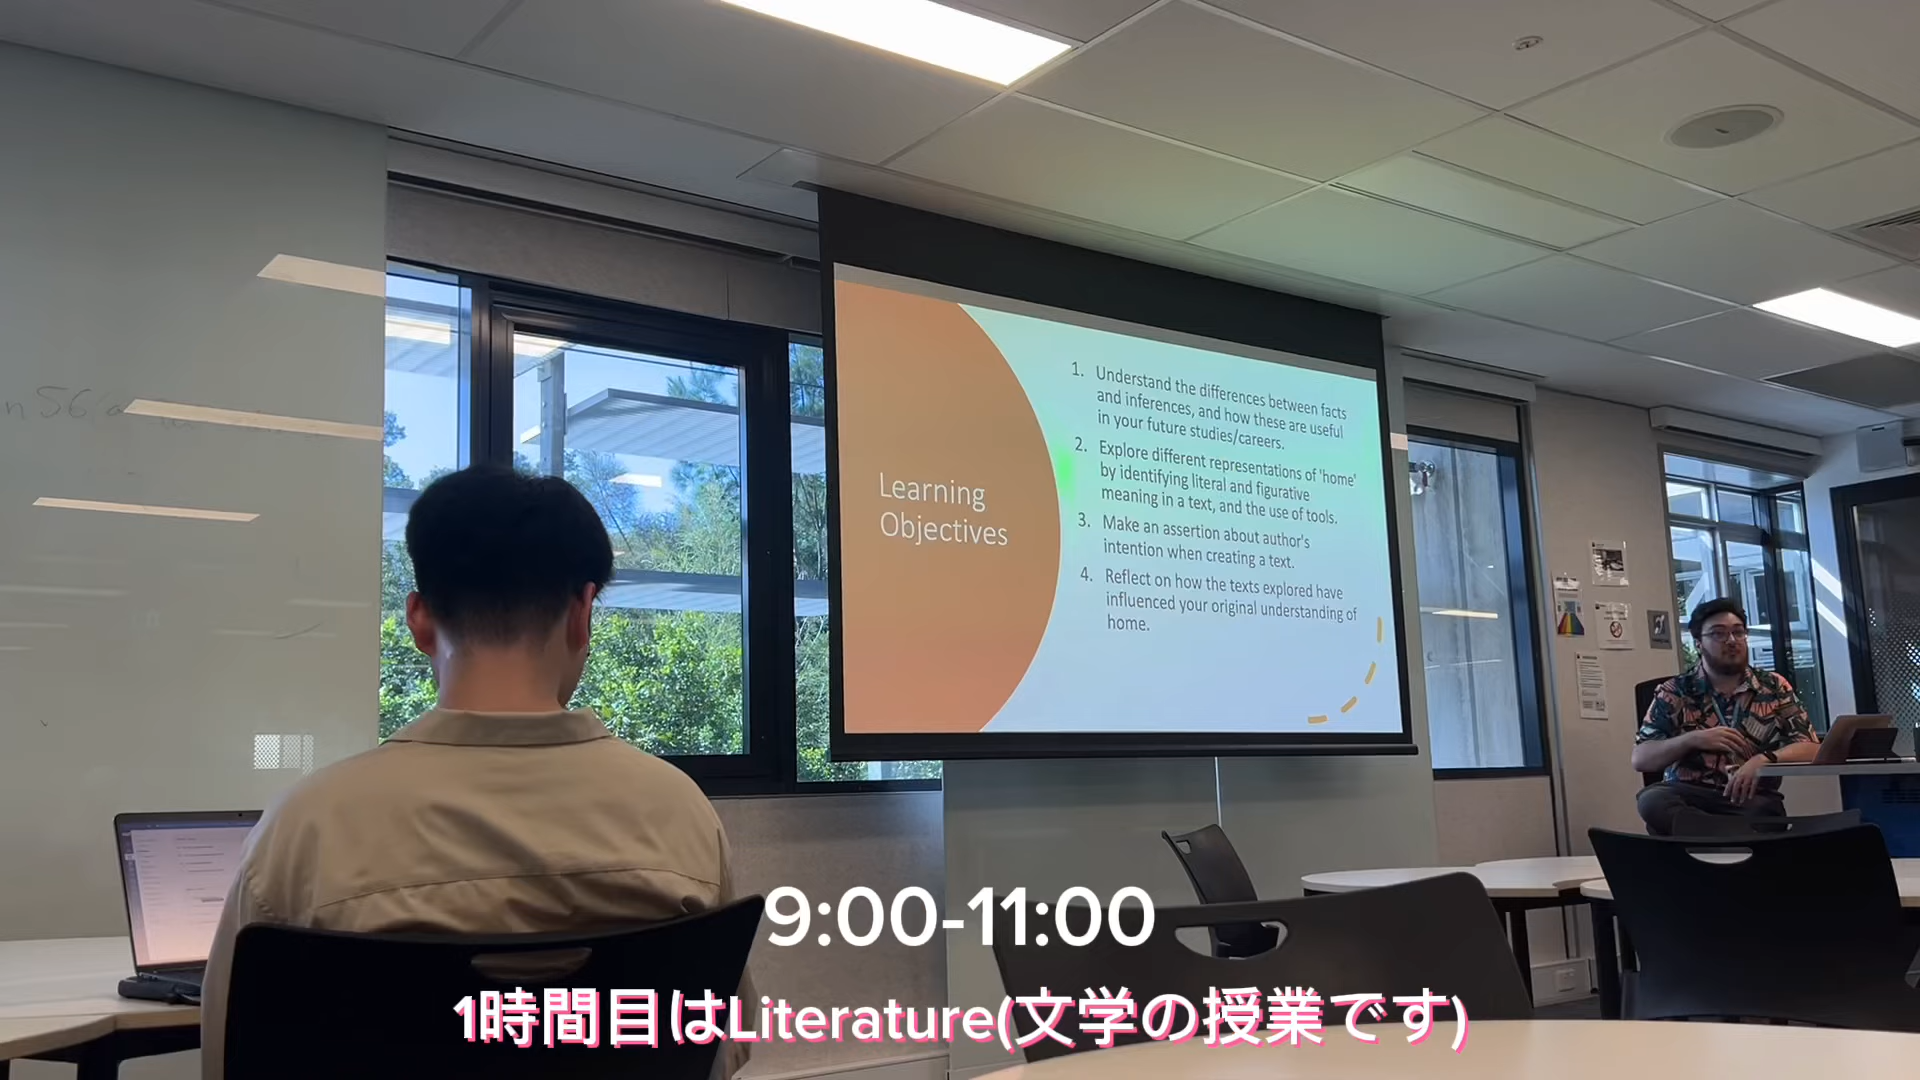 Learning
Objectives
1. Understand the differences between facts
and inferences, and how these are useful
in your future studies/careers.
2. Explore different representations of 'home'
by identifying literal and figurative
meaning in a text, and the use of tools.
3. Make an assertion about author's
intention when creating a text.
4. Reflect on how the texts explored have
influenced your original understanding of
home.
9:00-11:00
1時間目はLiterature(文学の授業です)